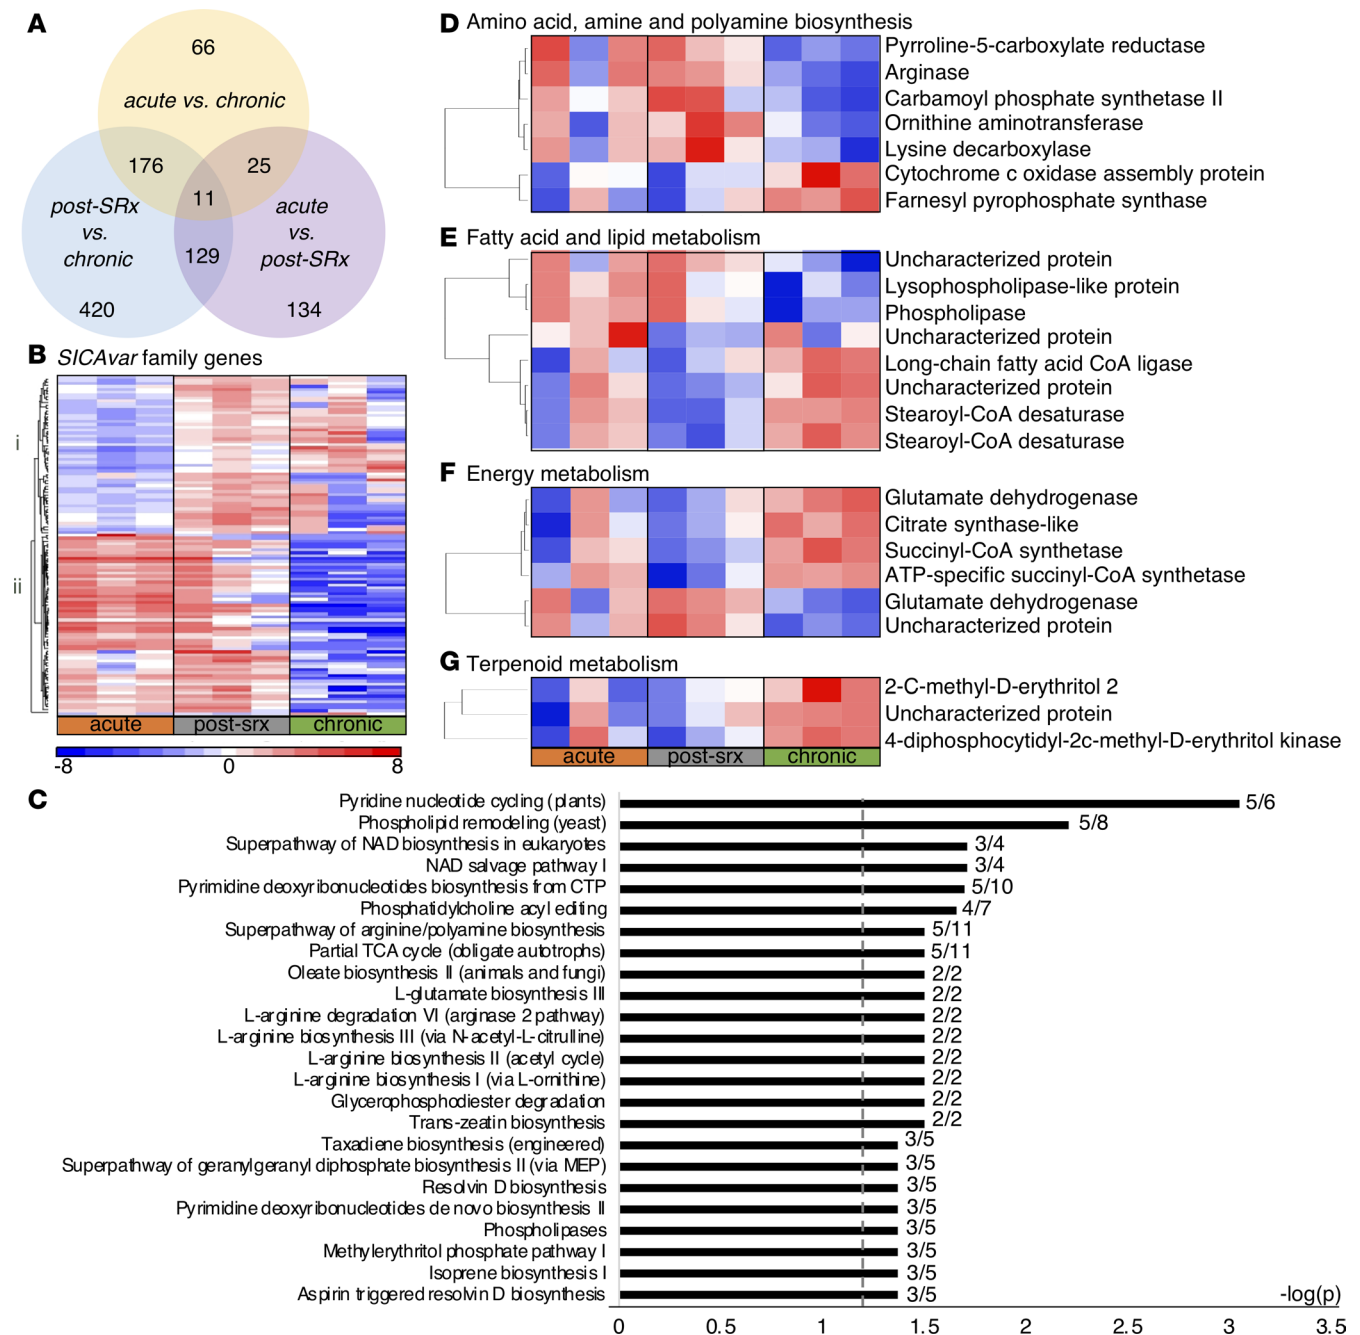 A
66
acute vs. chronic
176
25
11
post-SRx
vs.
chronic
acute
vs.
post-SRx
129
420
134
B SICAvar family genes
i
ii
acute post-srx chronic
-8 0 8
D Amino acid, amine and polyamine biosynthesis
Pyrroline-5-carboxylate reductase
Arginase
Carbamoyl phosphate synthetase II
Ornithine aminotransferase
Lysine decarboxylase
Cytochrome c oxidase assembly protein
Farnesyl pyrophosphate synthase
E Fatty acid and lipid metabolism
Uncharacterized protein
Lysophospholipase-like protein
Phospholipase
Uncharacterized protein
Long-chain fatty acid CoA ligase
Uncharacterized protein
Stearoyl-CoA desaturase
Stearoyl-CoA desaturase
F Energy metabolism
Glutamate dehydrogenase
Citrate synthase-like
Succinyl-CoA synthetase
ATP-specific succinyl-CoA synthetase
Glutamate dehydrogenase
Uncharacterized protein
G Terpenoid metabolism
2-C-methyl-D-erythritol 2
Uncharacterized protein
4-diphosphocytidyl-2c-methyl-D-erythritol kinase
acute post-srx chronic
C
Pyridine nucleotide cycling (plants) 5/6
Phospholipid remodeling (yeast) 5/8
Superpathway of NAD biosynthesis in eukaryotes 3/4
NAD salvage pathway I 3/4
Pyrimidine deoxyribonucleotides biosynthesis from CTP 5/10
Phosphatidylcholine acyl editing 4/7
Superpathway of arginine/polyamine biosynthesis 5/11
Partial TCA cycle (obligate autotrophs) 5/11
Oleate biosynthesis II (animals and fungi) 2/2
L-glutamate biosynthesis III 2/2
L-arginine degradation VI (arginase 2 pathway) 2/2
L-arginine biosynthesis III (via N-acetyl-L-citrulline) 2/2
L-arginine biosynthesis II (acetyl cycle) 2/2
L-arginine biosynthesis I (via L-ornithine) 2/2
Glycerophosphodiester degradation 2/2
Trans-zeatin biosynthesis 2/2
Taxadiene biosynthesis (engineered) 3/5
Superpathway of geranylgeranyl diphosphate biosynthesis II (via MEP) 3/5
Resolvin D biosynthesis 3/5
Pyrimidine deoxyribonucleotides de novo biosynthesis II 3/5
Phospholipases 3/5
Methylerythritol phosphate pathway I 3/5
Isoprene biosynthesis I 3/5
Aspirin triggered resolvin D biosynthesis 3/5
-log(p)
0 0.5 1 1.5 2 2.5 3 3.5